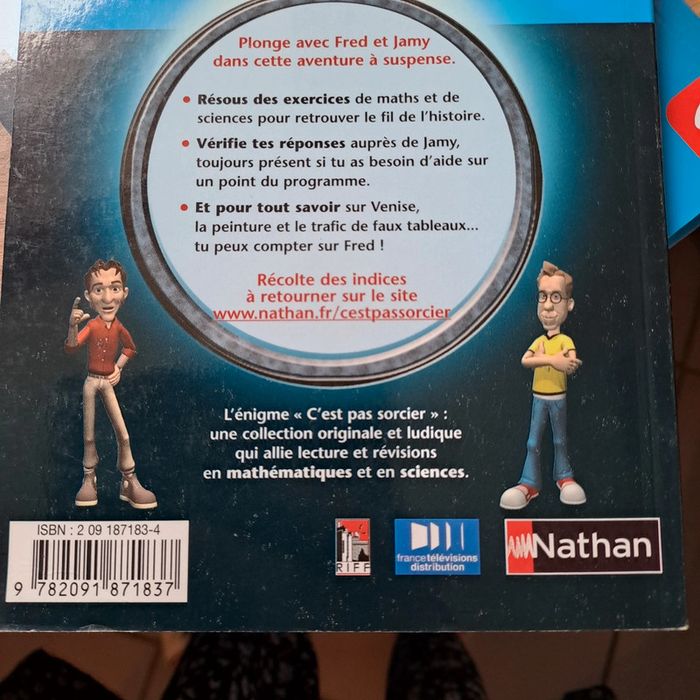 Plonge avec Fred et Jamy
dans cette aventure à suspense.
• Résous des exercices de maths et de
sciences pour retrouver le fil de l'histoire.
• Vérifie tes réponses auprès de Jamy,
toujours présent si tu as besoin d'aide sur
un point du programme.
• Et pour tout savoir sur Venise,
la peinture et le trafic de faux tableaux...
tu peux compter sur Fred !
Récolte des indices
à retourner sur le site
www.nathan.fr/cestpassorcier
L'énigme « C'est pas sorcier » :
une collection originale et ludique
qui allie lecture et révisions
en mathématiques et en sciences.
ISBN : 2 09 187183-4
9 782091 871837
RIFF
francetélévisions
distribution
Nathan